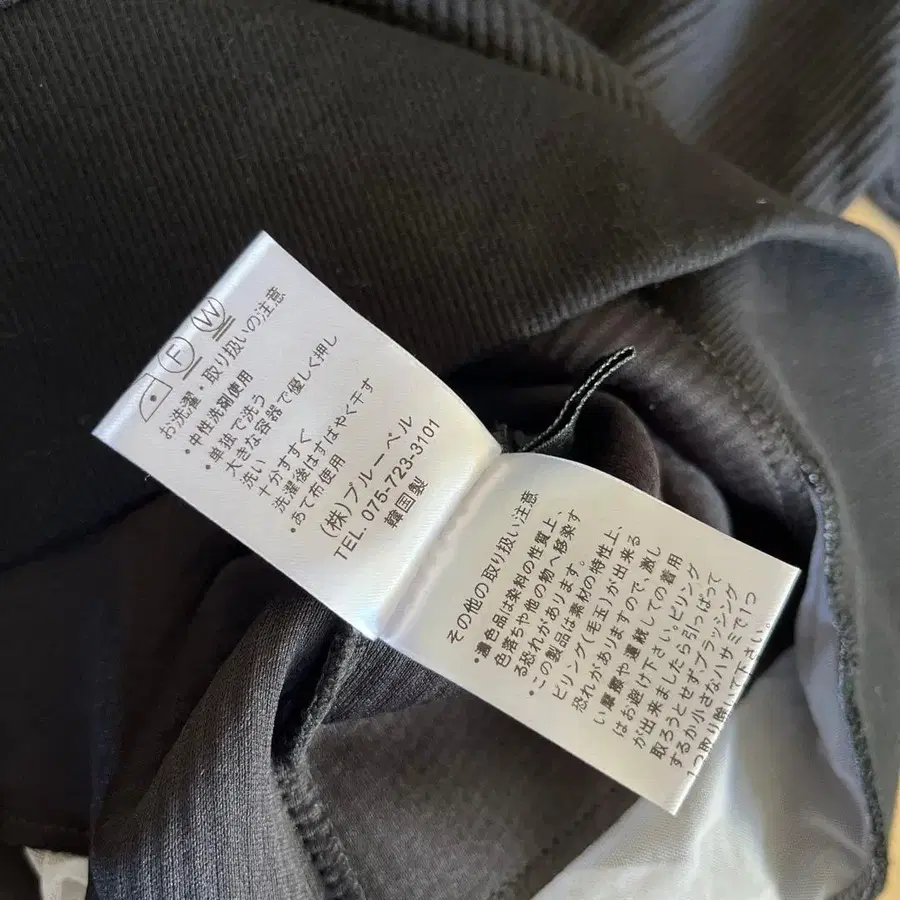 F W
お洗濯・取り扱いの注意
・中性洗剤使用
・単独で洗う
大きな容器で優しく押し
洗い
十分すすぐ
洗濯後はすばやく干す
・あて布使用
(株)ブルーベル
TEL. 075-723-3101
韓国製
その他の取り扱い注意
・濃色品は染料の性質上、
色落ちや他の物へ移染す
る恐れがあります。
・この製品は素材の特性上、
ピリング(毛玉)が出来る
恐れがありますので、激し
い摩擦や連続しての着用
はお避け下さい。ピリング
が出来ましたら引っぱって
取ろうとせず、ブラッシング
するか小さなハサミで1つ
1つ取り除いて下さい。